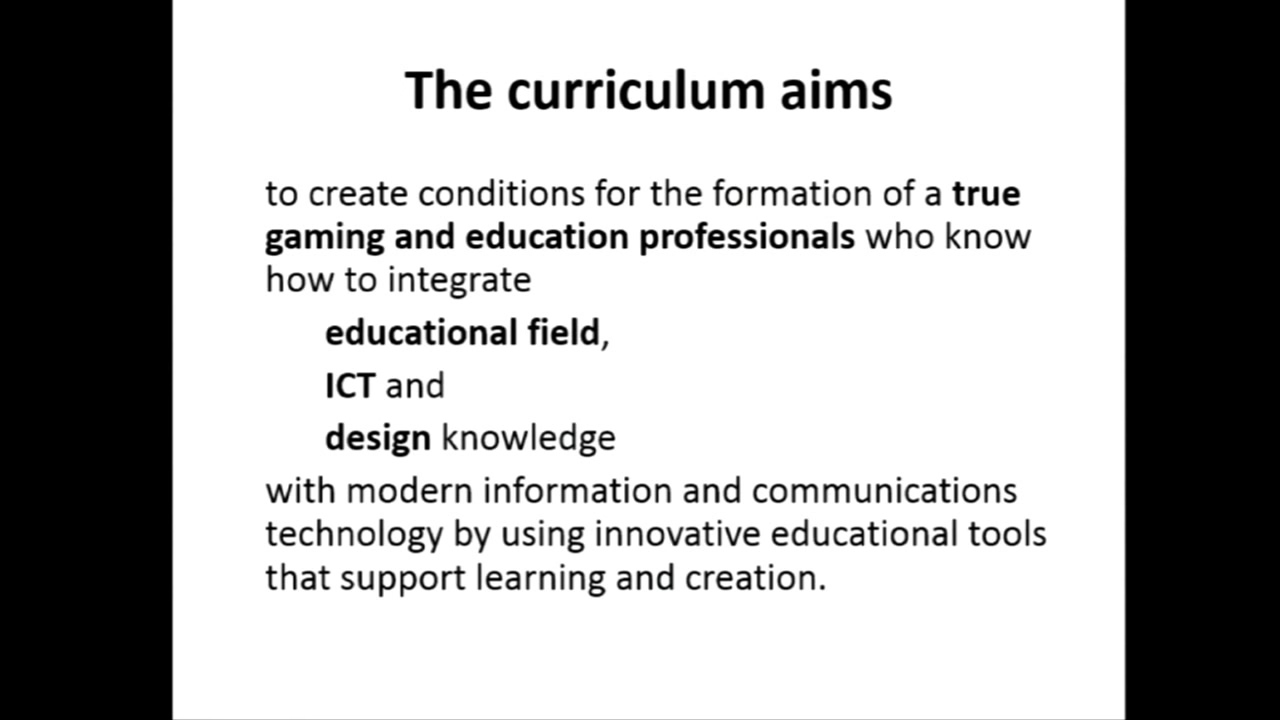 The curriculum aims
to create conditions for the formation of a true
gaming and education professionals who know
how to integrate
educational field,
ICT and
design knowledge
with modern information and communications
technology by using innovative educational tools
that support learning and creation.